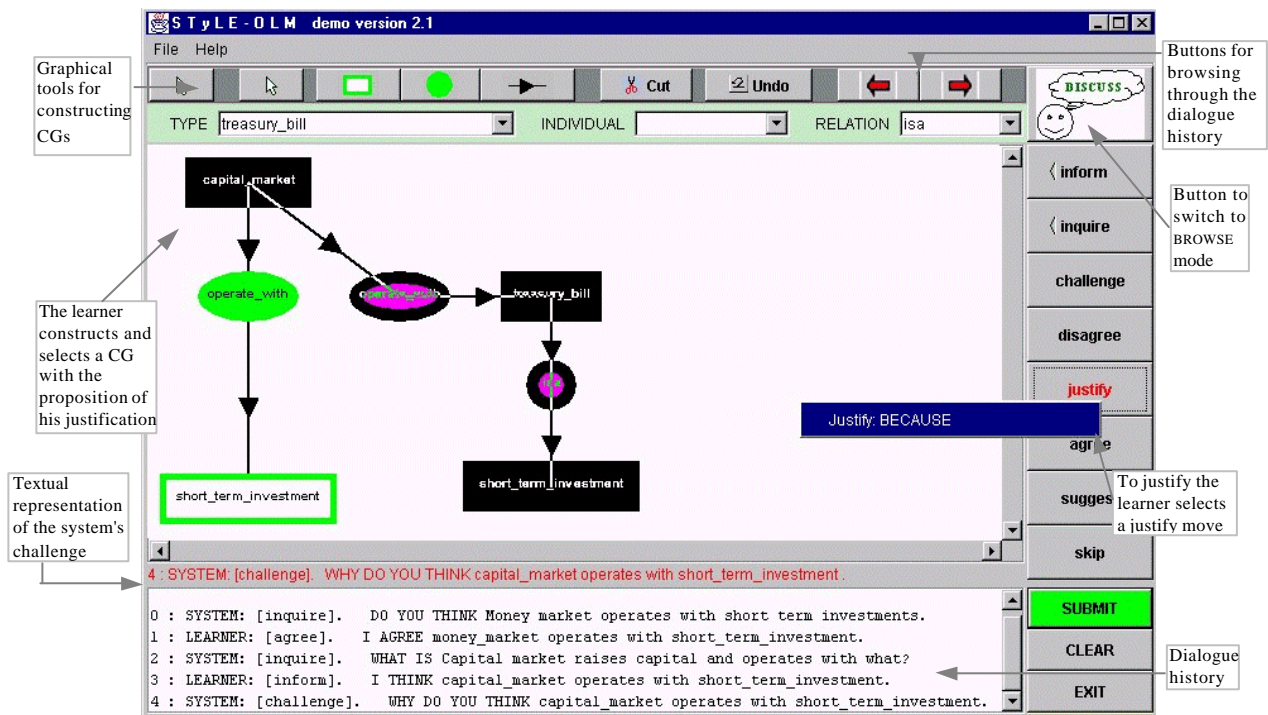 S T y L E - O L M demo version 2.1
File Help
Graphical
tools for
constructing
CGs
Cut
Undo
Buttons for
browsing
through the
dialogue
history
DISCUSS
TYPE treasury_bill INDIVIDUAL RELATION isa
capital_market
operate_with
operate_with
treasury_bill
short_term_investment
short_term_investment
inform
inquire
challenge
disagree
justify
Justify: BECAUSE
agree
sugges
skip
Button to
switch to
BROWSE
mode
The learner
constructs and
selects a CG
with the
proposition of
his justification
To justify the
learner selects
a justify move
Textual
representation
of the system's
challenge
4 : SYSTEM: [challenge]. WHY DO YOU THINK capital_market operates with short_term_investment .
0 : SYSTEM: [inquire]. DO YOU THINK Money market operates with short term investments.
1 : LEARNER: [agree]. I AGREE money_market operates with short_term_investment.
2 : SYSTEM: [inquire]. WHAT IS Capital market raises capital and operates with what?
3 : LEARNER: [inform]. I THINK capital_market operates with short_term_investment.
4 : SYSTEM: [challenge]. WHY DO YOU THINK capital_market operates with short_term_investment.
SUBMIT
CLEAR
EXIT
Dialogue
history